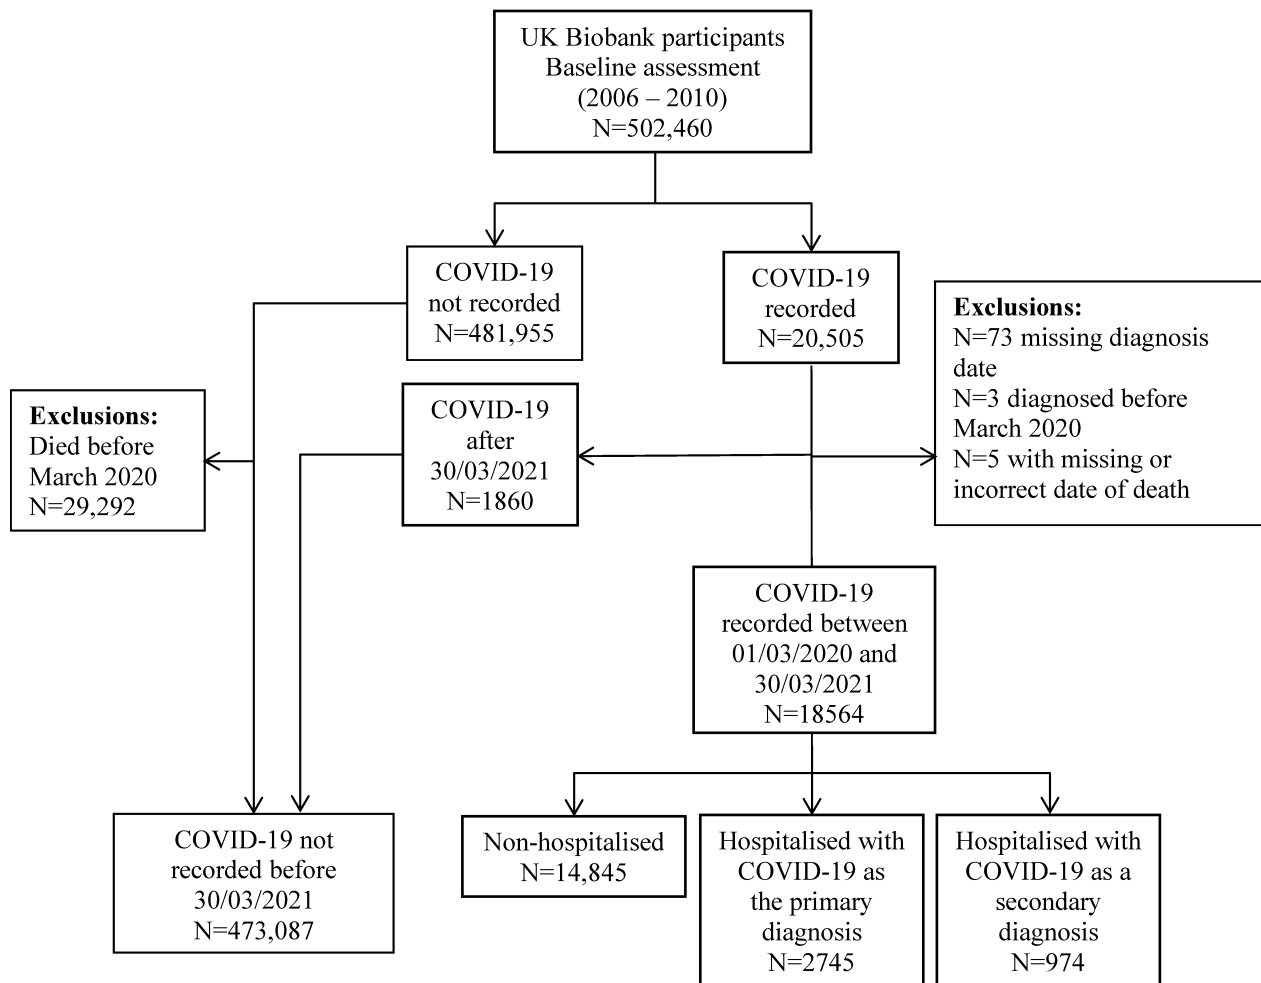 UK Biobank participants
Baseline assessment
(2006 – 2010)
N=502,460
COVID-19
not recorded
N=481,955
COVID-19
recorded
N=20,505
Exclusions:
N=73 missing diagnosis
date
N=3 diagnosed before
March 2020
N=5 with missing or
incorrect date of death
Exclusions:
Died before
March 2020
N=29,292
COVID-19
after
30/03/2021
N=1860
COVID-19
recorded between
01/03/2020 and
30/03/2021
N=18564
COVID-19 not
recorded before
30/03/2021
N=473,087
Non-hospitalised
N=14,845
Hospitalised with
COVID-19 as
the primary
diagnosis
N=2745
Hospitalised with
COVID-19 as a
secondary
diagnosis
N=974